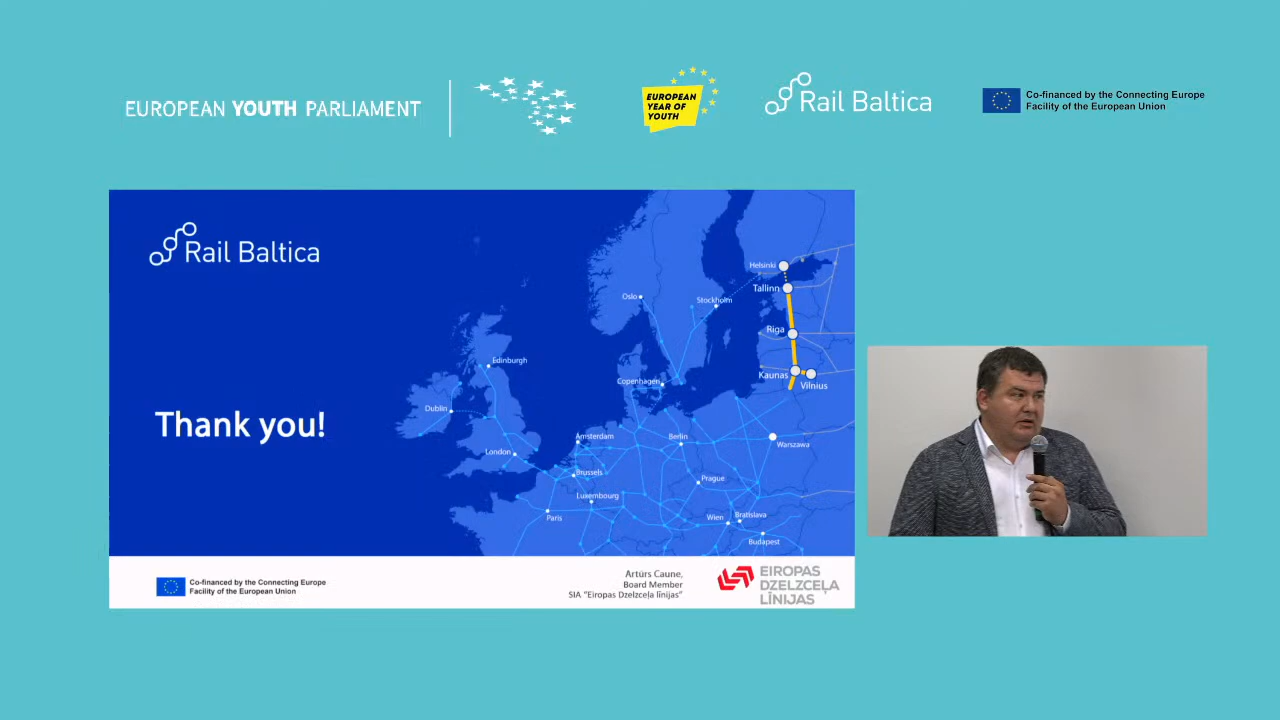 EUROPEAN YOUTH PARLIAMENT
EUROPEAN
YEAR OF
YOUTH
Rail Baltica
Co-financed by the Connecting Europe
Facility of the European Union
Rail Baltica
Thank you!
Helsinki
Tallinn
Oslo
Stockholm
Riga
Edinburgh
Kaunas
Vilnius
Copenhagen
Dublin
Amsterdam
Berlin
Warszawa
London
Brussels
Prague
Luxembourg
Paris
Wien
Bratislava
Budapest
Co-financed by the Connecting Europe
Facility of the European Union
Artūrs Caune,
Board Member
SIA "Eiropas Dzelzceļa līnijas"
EIROPAS
DZELZCEĻA
LĪNIJAS